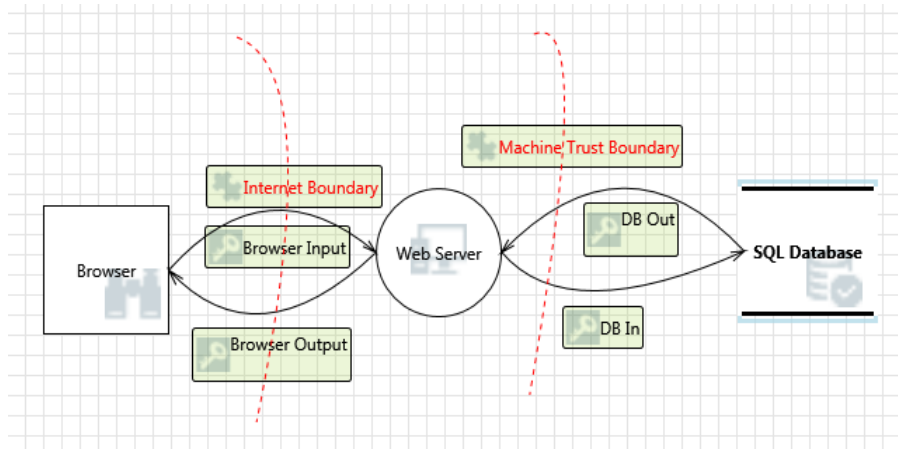 Machine Trust Boundary
Internet Boundary
DB Out
Browser Input
Browser
Web Server
SQL Database
DB In
Browser Output